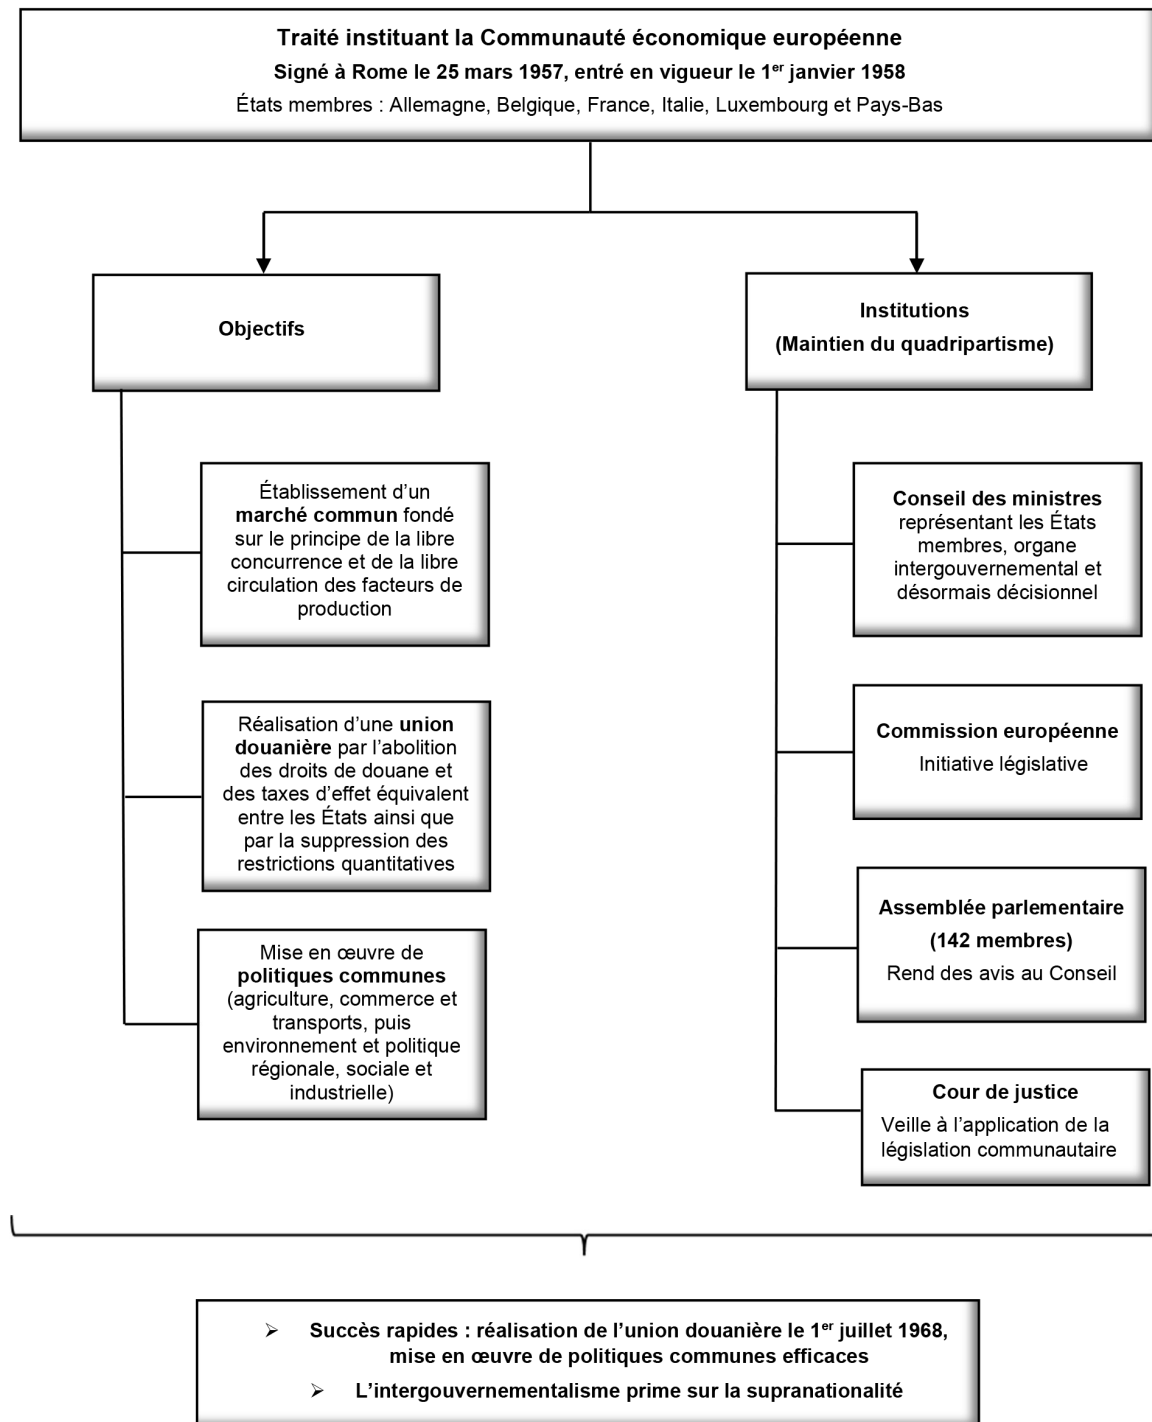 Traité instituant la Communauté économique européenne
Signé à Rome le 25 mars 1957, entré en vigueur le 1er janvier 1958
États membres : Allemagne, Belgique, France, Italie, Luxembourg et Pays-Bas
Objectifs
Établissement d’un
marché commun fondé
sur le principe de la libre
concurrence et de la libre
circulation des facteurs de
production
Réalisation d’une union
douanière par l’abolition
des droits de douane et
des taxes d’effet équivalent
entre les États ainsi que
par la suppression des
restrictions quantitatives
Mise en œuvre de
politiques communes
(agriculture, commerce et
transports, puis
environnement et politique
régionale, sociale et
industrielle)
Institutions
(Maintien du quadripartisme)
Conseil des ministres
représentant les États
membres, organe
intergouvernemental et
désormais décisionnel
Commission européenne
Initiative législative
Assemblée parlementaire
(142 membres)
Rend des avis au Conseil
Cour de justice
Veille à l’application de la
législation communautaire
➢ Succès rapides : réalisation de l’union douanière le 1er juillet 1968,
mise en œuvre de politiques communes efficaces
➢ L’intergouvernementalisme prime sur la supranationalité